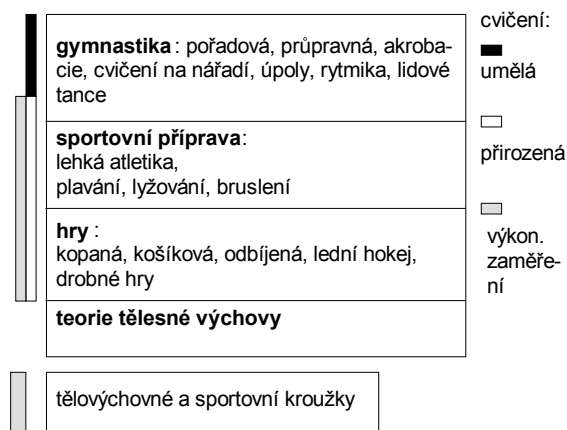 gymnastika : pořadová, průpravná, akroba-
cie, cvičení na nářadí, úpoly, rytmika, lidové
tance
sportovní příprava:
lehká atletika,
plavání, lyžování, bruslení
hry :
kopaná, košíková, odbíjená, lední hokej,
drobné hry
teorie tělesné výchovy
tělovýchovné a sportovní kroužky
cvičení:
umělá
přirozená
výkon.
zaměře-
ní